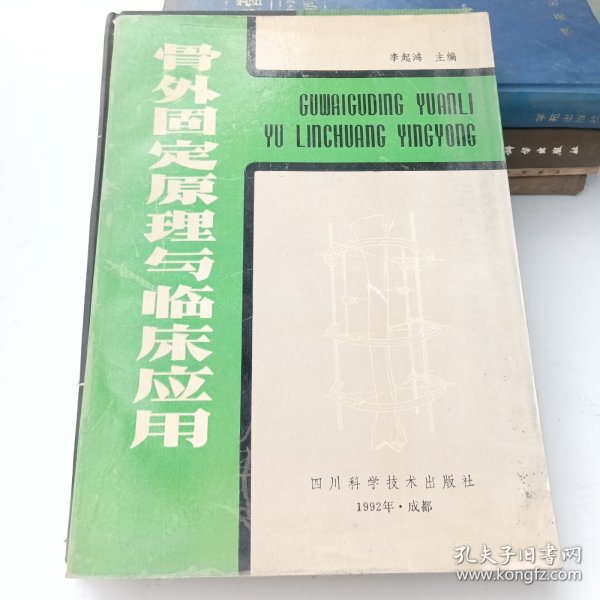 骨外固定原理与临床应用
李起鸿 主编
GUWAIGUDING YUANLI
YU LINCHUANG YINGYONG
四川科学技术出版社
1992年·成都
孔夫子旧书网
www.kongfz.com